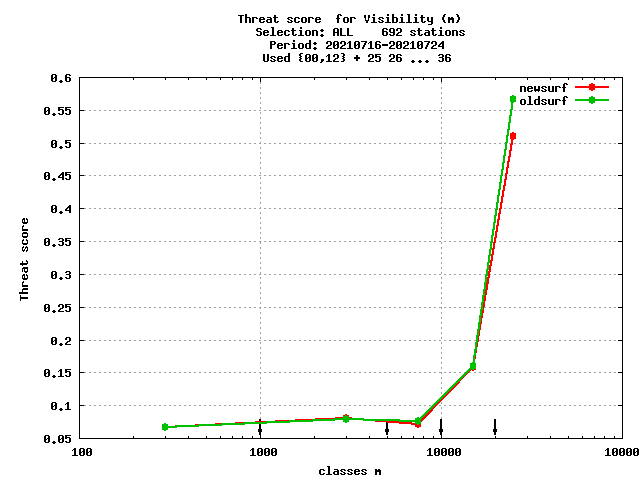 Threat score  for Visibility (m)
Selection: ALL    692 stations
Period: 20210716-20210724
Used {00,12} + 25 26 ... 36
newsurf
oldsurf
0.6
0.55
0.5
0.45
0.4
0.35
0.3
0.25
0.2
0.15
0.1
0.05
Threat score
100
1000
10000
10000
classes m